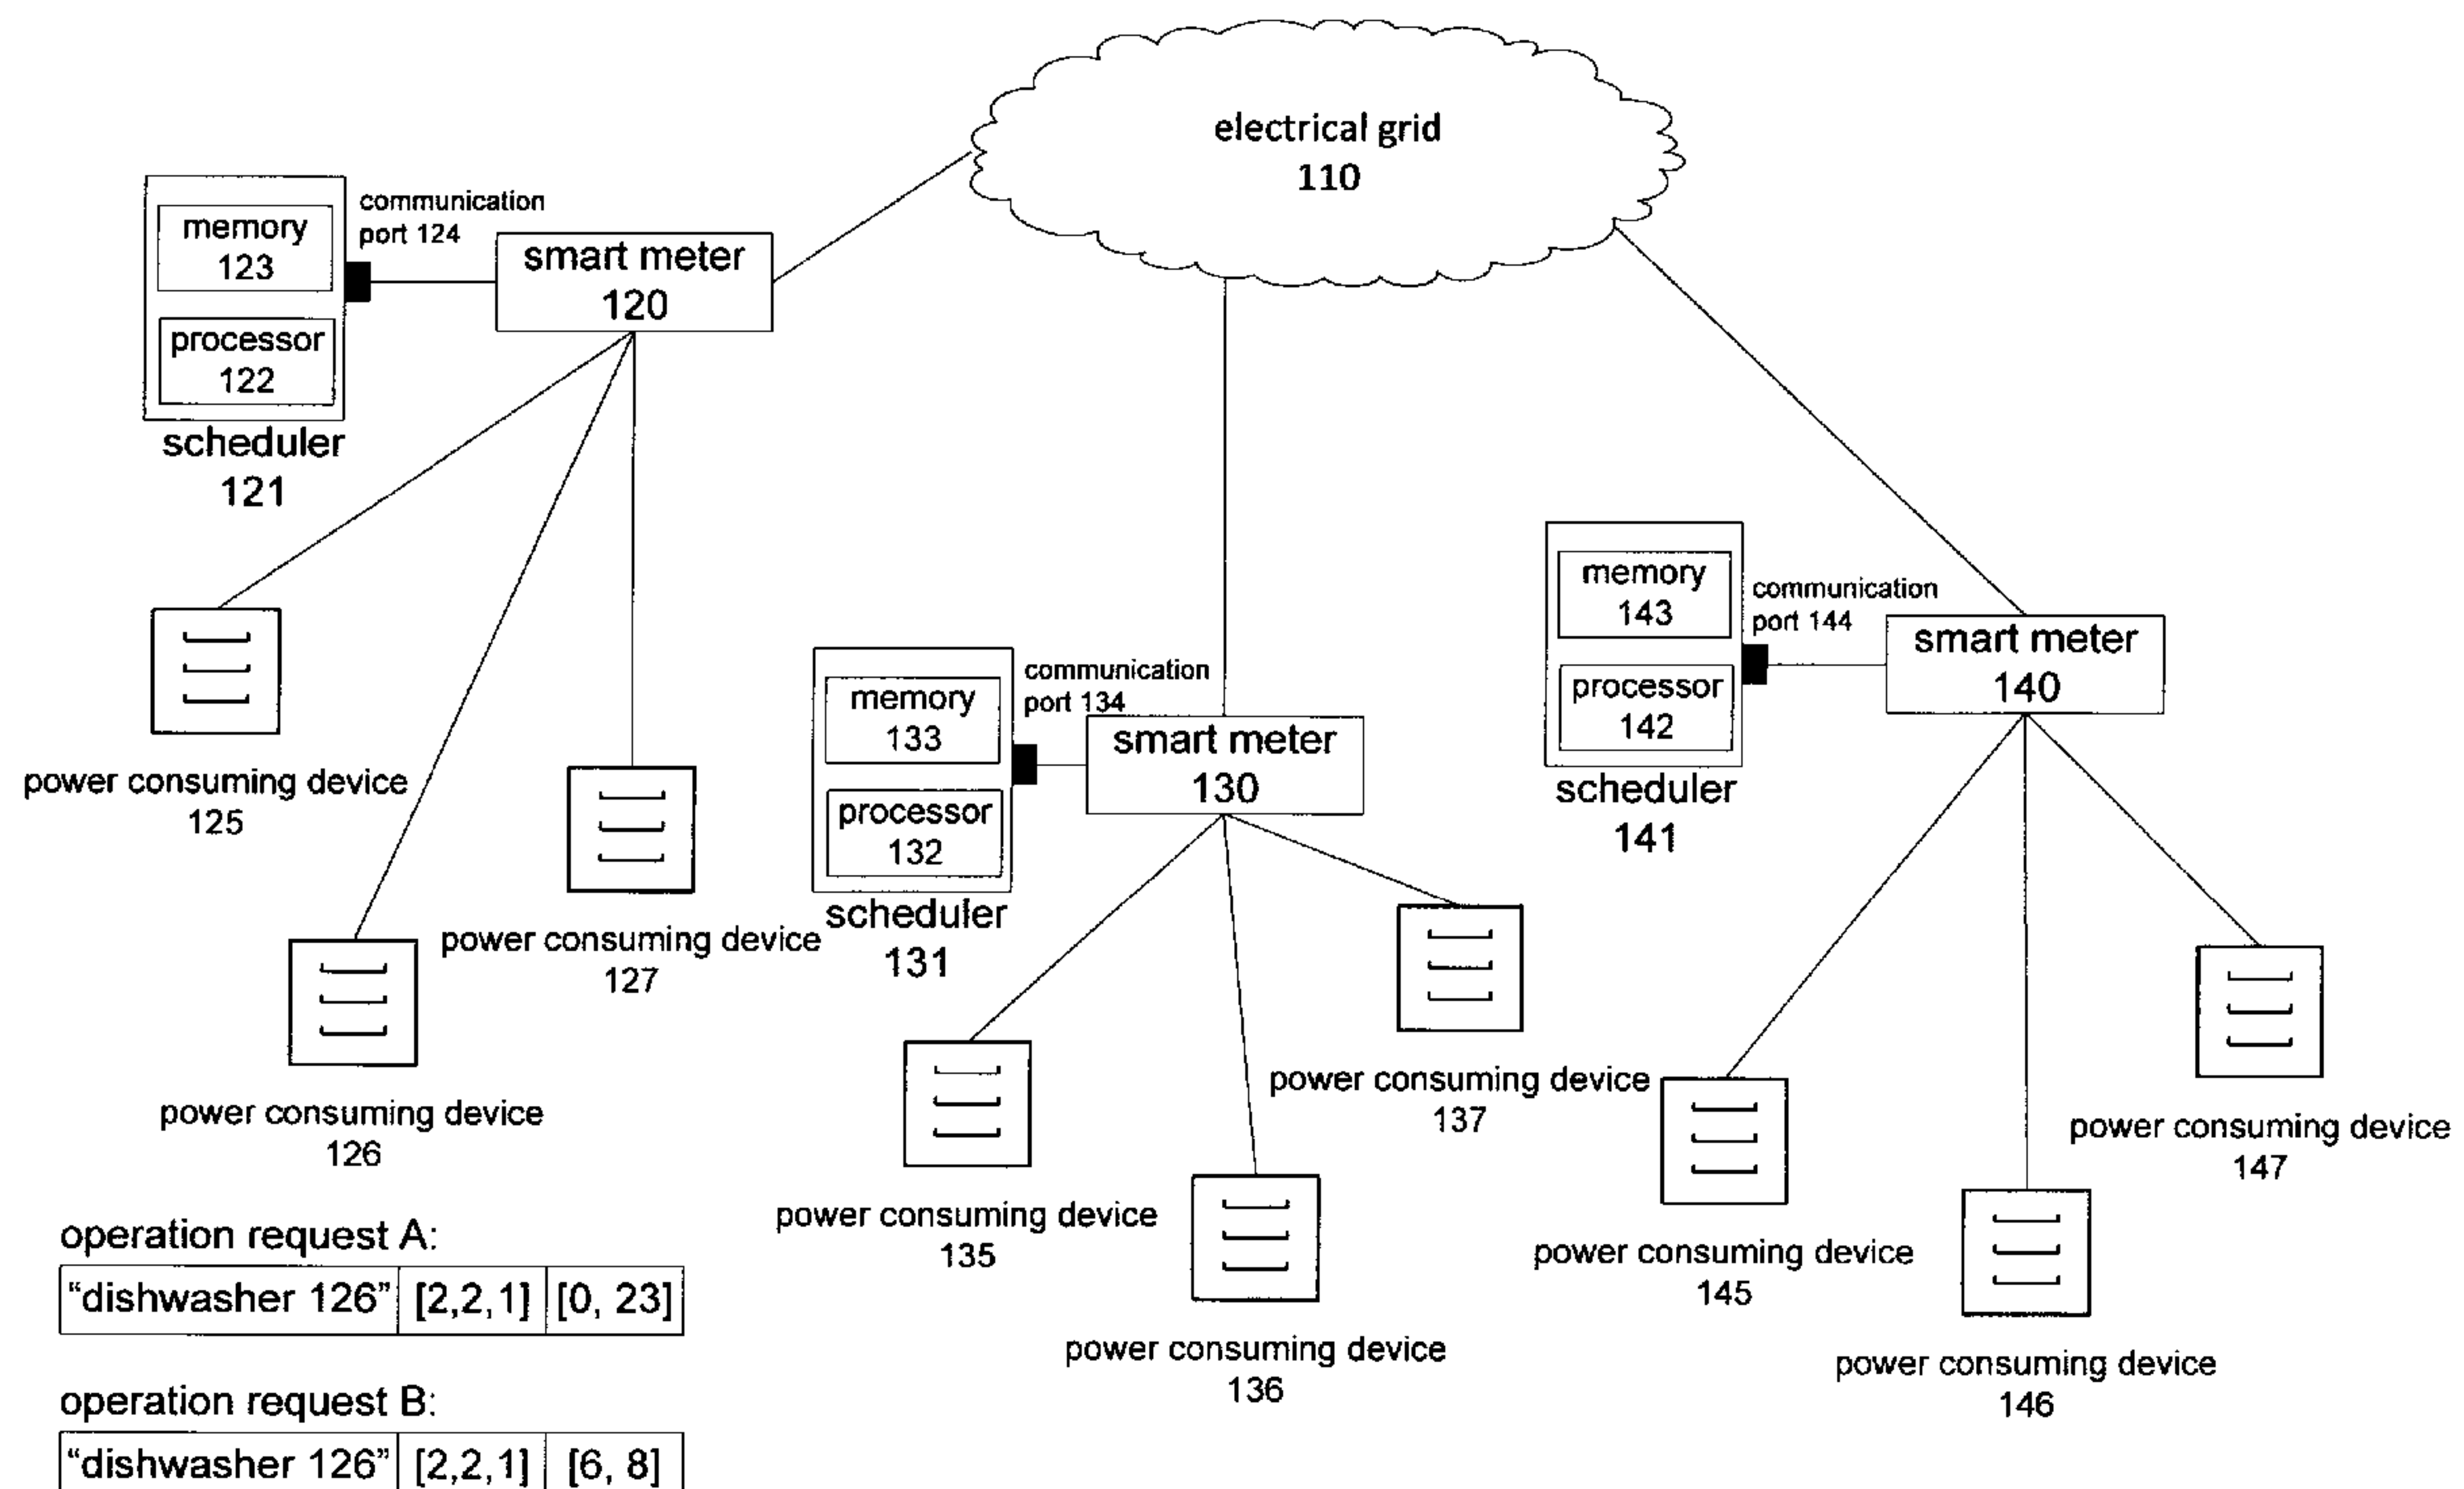 electrical grid
110
memory
123
processor
122
scheduler
121
communication
port 124
smart meter
120
power consuming device
125
power consuming device
126
power consuming device
127
memory
133
processor
132
scheduler
131
communication
port 134
smart meter
130
power consuming device
135
power consuming device
136
power consuming device
137
memory
143
processor
142
scheduler
141
communication
port 144
smart meter
140
power consuming device
145
power consuming device
146
power consuming device
147
operation request A:
“dishwasher 126” [2,2,1] [0, 23]
operation request B:
“dishwasher 126” [2,2,1] [6, 8]